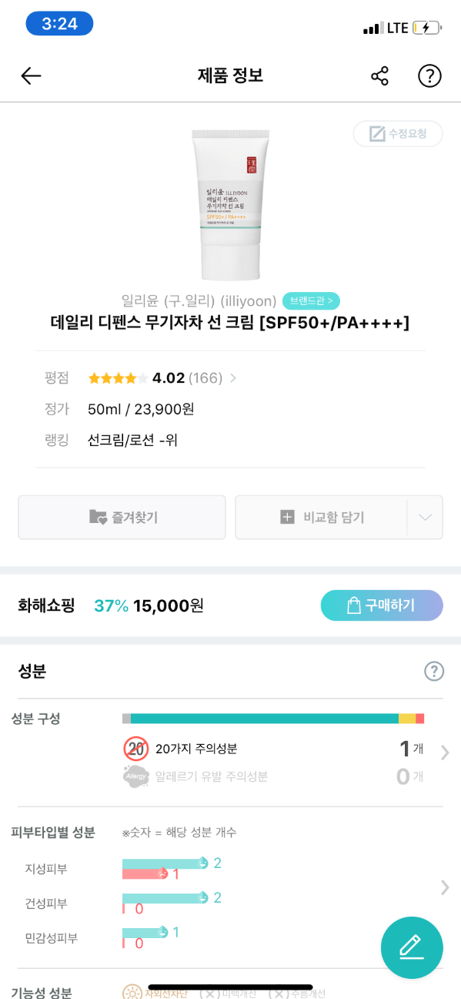 3:24
LTE
제품 정보
수정요청
일리윤 ILLIYOON
데일리 디펜스
무기자차 선 크림
SPF50+ / PA++++
일리윤 (구.일리) (illiyoon) 브랜드관 >
데일리 디펜스 무기자차 선 크림 [SPF50+/PA++++]
평점 4.02 (166)
정가 50ml / 23,900원
랭킹 선크림/로션 -위
즐겨찾기
비교함 담기
화해쇼핑 37% 15,000원 구매하기
성분
성분 구성
20 20가지 주의성분 1 개
Allergy 알레르기 유발 주의성분 0 개
피부타입별 성분 ※숫자 = 해당 성분 개수
지성피부 2
1
건성피부 2
0
민감성피부 1
0
기능성 성분 자외선차단 미백개선 주름개선